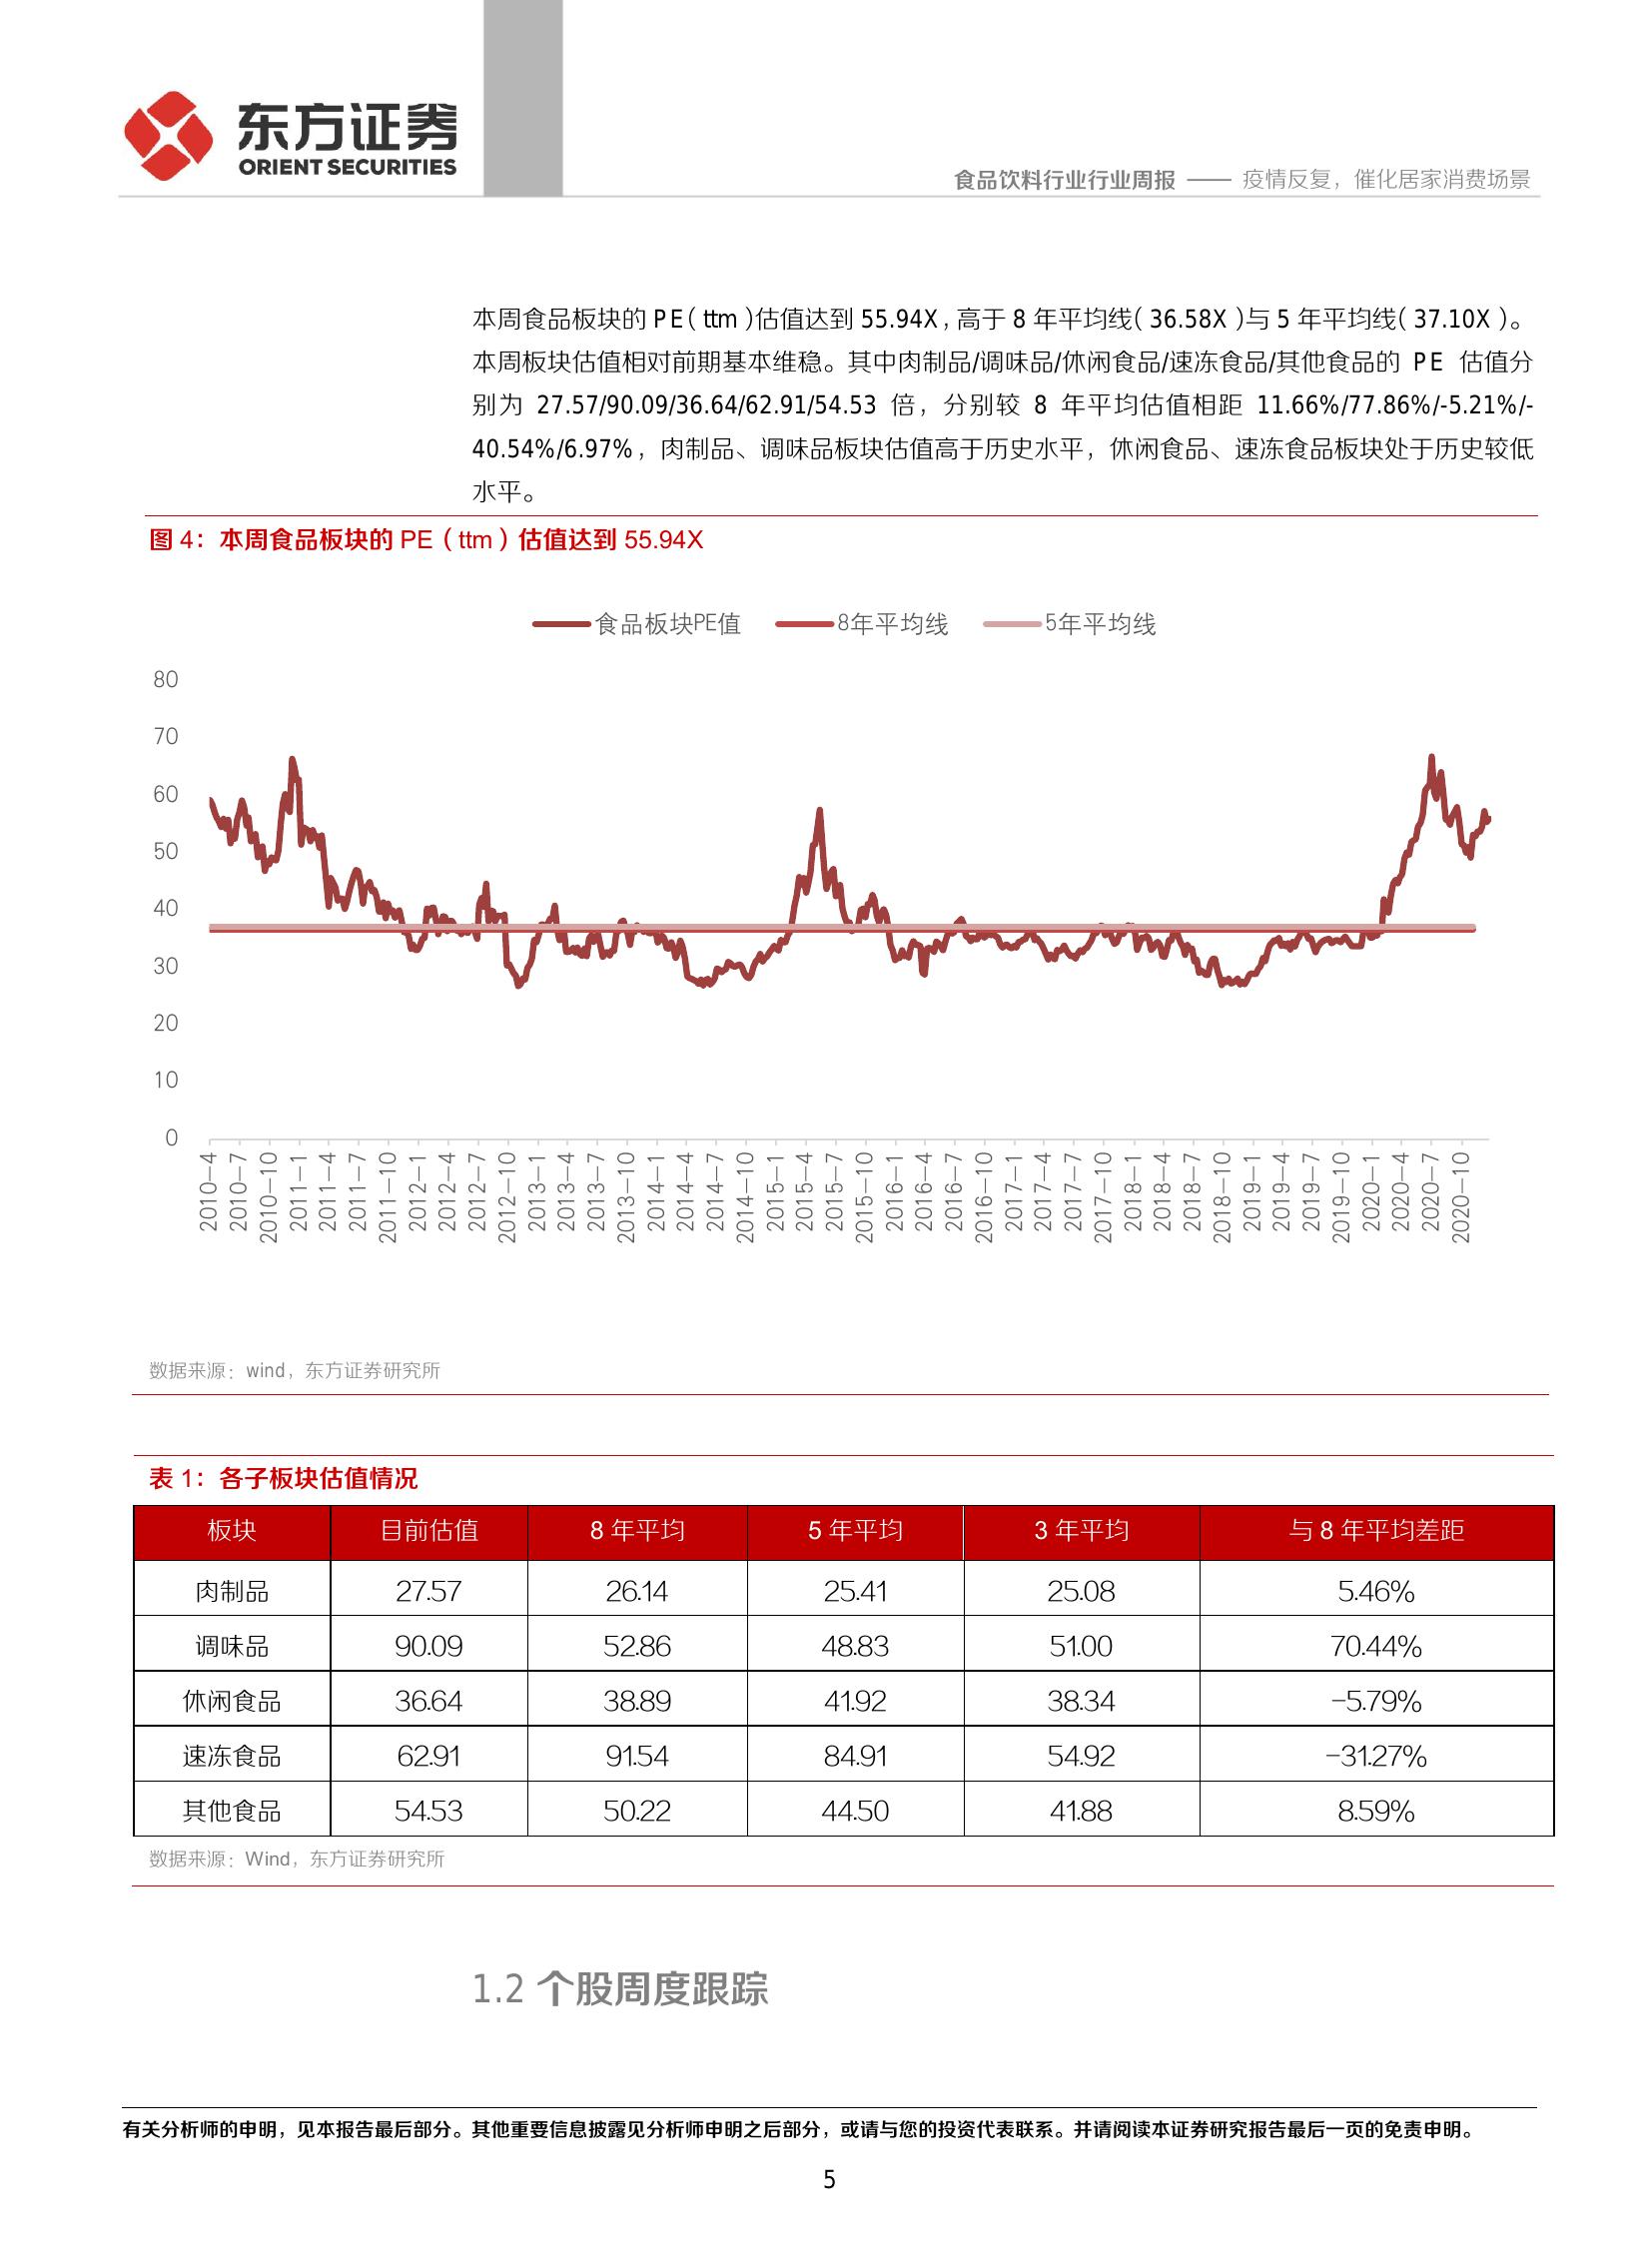 东方证券
ORIENT SECURITIES
食品饮料行业行业周报 —— 疫情反复，催化居家消费场景
本周食品板块的 PE（ttm）估值达到 55.94X，高于 8 年平均线（36.58X）与 5 年平均线（37.10X）。
本周板块估值相对前期基本维稳。其中肉制品/调味品/休闲食品/速冻食品/其他食品的 PE 估值分
别为 27.57/90.09/36.64/62.91/54.53 倍，分别较 8 年平均估值相距 11.66%/77.86%/-5.21%/-
40.54%/6.97%，肉制品、调味品板块估值高于历史水平，休闲食品、速冻食品板块处于历史较低
水平。
图 4：本周食品板块的 PE（ttm）估值达到 55.94X
食品板块PE值 8年平均线 5年平均线
80
70
60
50
40
30
20
10
0
2010-4 2010-7 2010-10 2011-1 2011-4 2011-7 2011-10 2012-1 2012-4 2012-7 2012-10 2013-1 2013-4 2013-7 2013-10 2014-1 2014-4 2014-7 2014-10 2015-1 2015-4 2015-7 2015-10 2016-1 2016-4 2016-7 2016-10 2017-1 2017-4 2017-7 2017-10 2018-1 2018-4 2018-7 2018-10 2019-1 2019-4 2019-7 2019-10 2020-1 2020-4 2020-7 2020-10
数据来源：wind，东方证券研究所
表 1：各子板块估值情况
板块 目前估值 8 年平均 5 年平均 3 年平均 与 8 年平均差距
肉制品 27.57 26.14 25.41 25.08 5.46%
调味品 90.09 52.86 48.83 51.00 70.44%
休闲食品 36.64 38.89 41.92 38.34 -5.79%
速冻食品 62.91 91.54 84.91 54.92 -31.27%
其他食品 54.53 50.22 44.50 41.88 8.59%
数据来源：Wind，东方证券研究所
1.2 个股周度跟踪
有关分析师的申明，见本报告最后部分。其他重要信息披露见分析师申明之后部分，或请与您的投资代表联系。并请阅读本证券研究报告最后一页的免责申明。
5